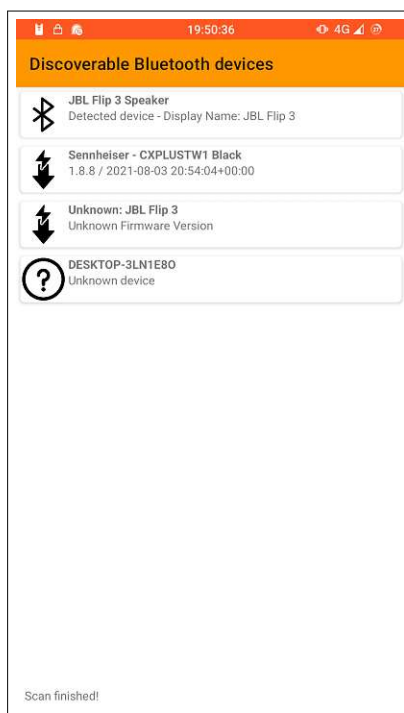 19:50:36
4G
Discoverable Bluetooth devices
JBL Flip 3 Speaker
Detected device - Display Name: JBL Flip 3
Sennheiser - CXPLUSTW1 Black
1.8.8 / 2021-08-03 20:54:04+00:00
Unknown: JBL Flip 3
Unknown Firmware Version
DESKTOP-3LN1E8O
Unknown device
Scan finished!